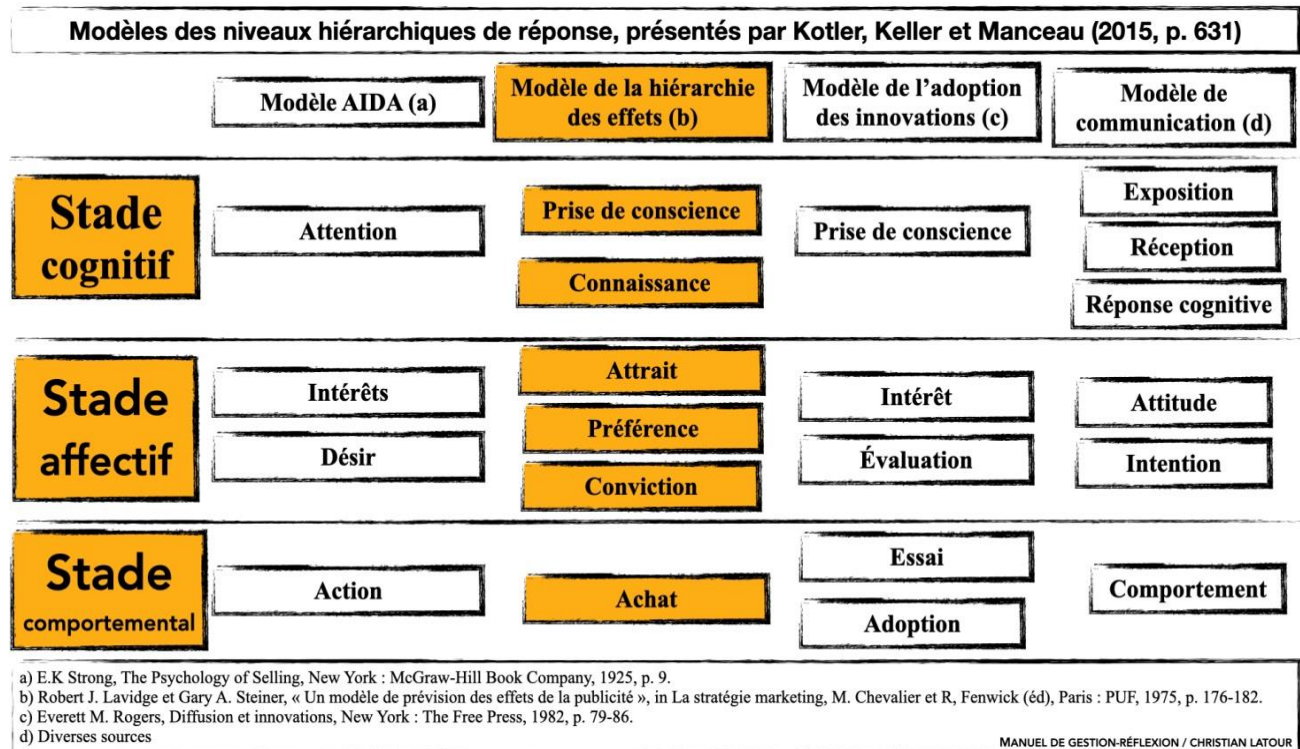 Modèles des niveaux hiérarchiques de réponse, présentés par Kotler, Keller et Manceau (2015, p. 631)
Modèle AIDA (a)
Modèle de la hiérarchie
des effets (b)
Modèle de l'adoption
des innovations (c)
Modèle de
communication (d)
Stade
cognitif
Attention
Prise de conscience
Connaissance
Prise de conscience
Exposition
Réception
Réponse cognitive
Stade
affectif
Intérêts
Désir
Attrait
Préférence
Conviction
Intérêt
Évaluation
Attitude
Intention
Stade
comportemental
Action
Achat
Essai
Adoption
Comportement
a) E.K Strong, The Psychology of Selling, New York : McGraw-Hill Book Company, 1925, p. 9.
b) Robert J. Lavidge et Gary A. Steiner, « Un modèle de prévision des effets de la publicité », in La stratégie marketing, M. Chevalier et R, Fenwick (éd), Paris : PUF, 1975, p. 176-182.
c) Everett M. Rogers, Diffusion et innovations, New York : The Free Press, 1982, p. 79-86.
d) Diverses sources
MANUEL DE GESTION-RÉFLEXION / CHRISTIAN LATOUR